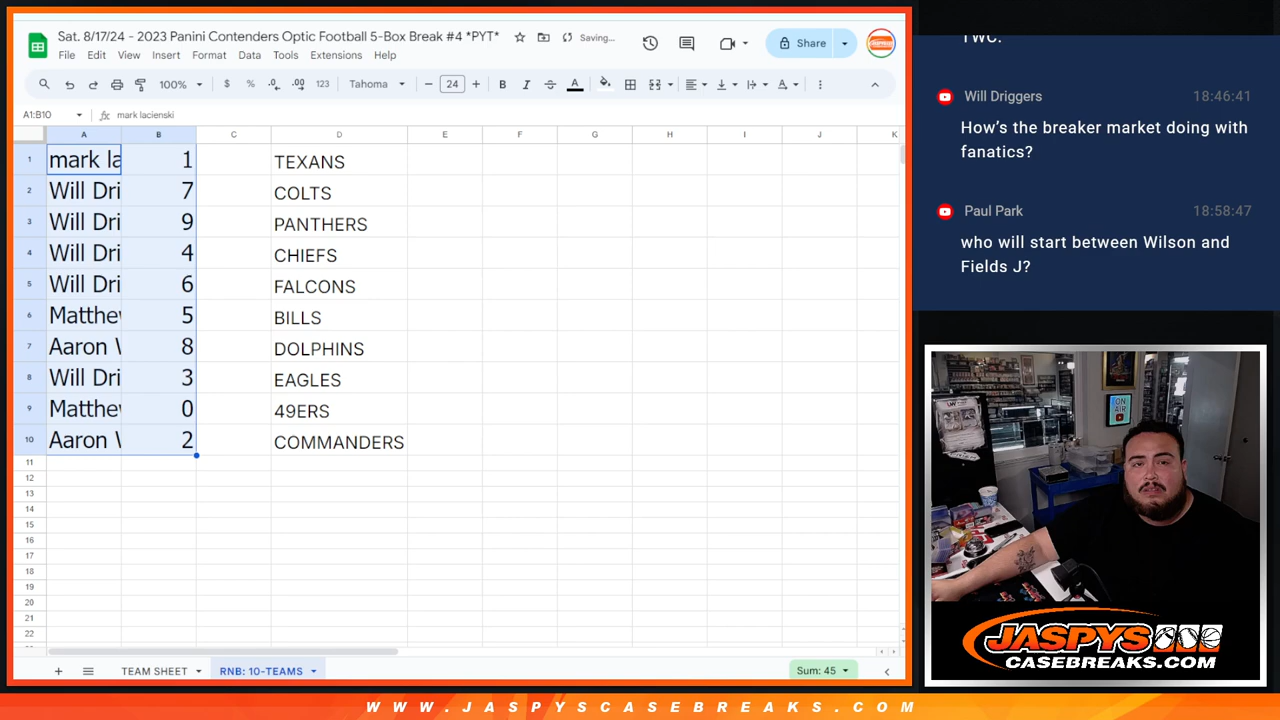 Sat. 8/17/24 - 2023 Panini Contenders Optic Football 5-Box Break #4 *PYT*
Saving...
File Edit View Insert Format Data Tools Extensions Help
Share
100% $ % .0 .00 123 Tahoma 24 B I A
A1:B10 fx mark lacienski
A B C D E F G H I J K
1 mark la 1 TEXANS
2 Will Dri 7 COLTS
3 Will Dri 9 PANTHERS
4 Will Dri 4 CHIEFS
5 Will Dri 6 FALCONS
6 Matthe 5 BILLS
7 Aaron 8 DOLPHINS
8 Will Dri 3 EAGLES
9 Matthe 0 49ERS
10 Aaron 2 COMMANDERS
11
12
13
14
15
16
17
18
19
20
21
22
TEAM SHEET RNB: 10-TEAMS Sum: 45
TWC.
Will Driggers 18:46:41
How's the breaker market doing with
fanatics?
Paul Park 18:58:47
who will start between Wilson and
Fields J?
ON
AIR
JASPYS
CASEBREAKS.COM
WWW.JASPYSCASEBREAKS.COM